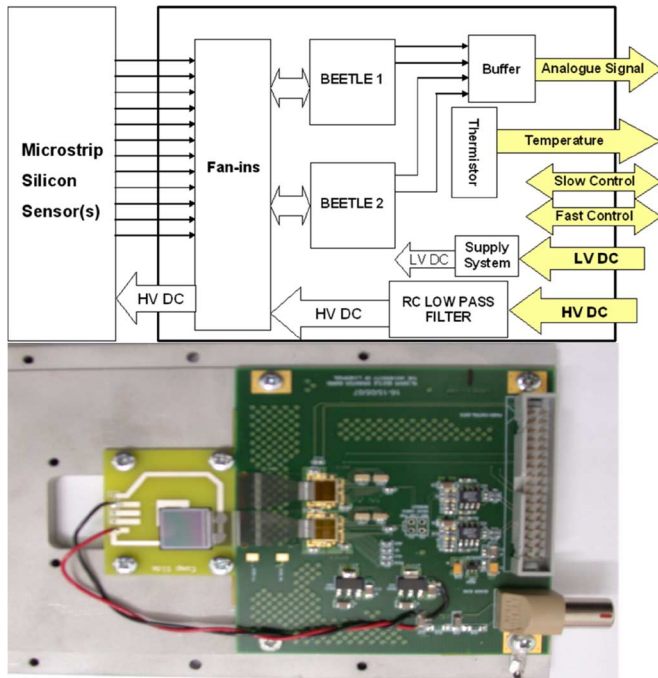 Microstrip
Silicon
Sensor(s)
Fan-ins
BEETLE 1
BEETLE 2
Buffer
Analogue Signal
Thermistor
Temperature
Slow Control
Fast Control
LV DC
Supply
System
LV DC
HV DC
HV DC
RC LOW PASS
FILTER
HV DC